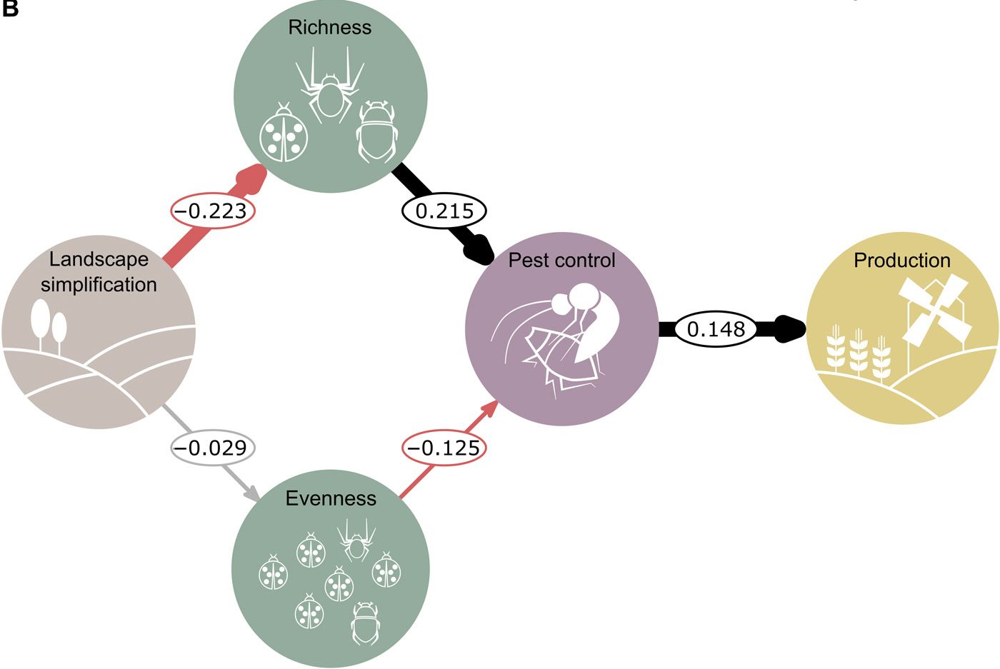 B
Richness
−0.223
0.215
Landscape
simplification
Pest control
Production
0.148
−0.029
−0.125
Evenness